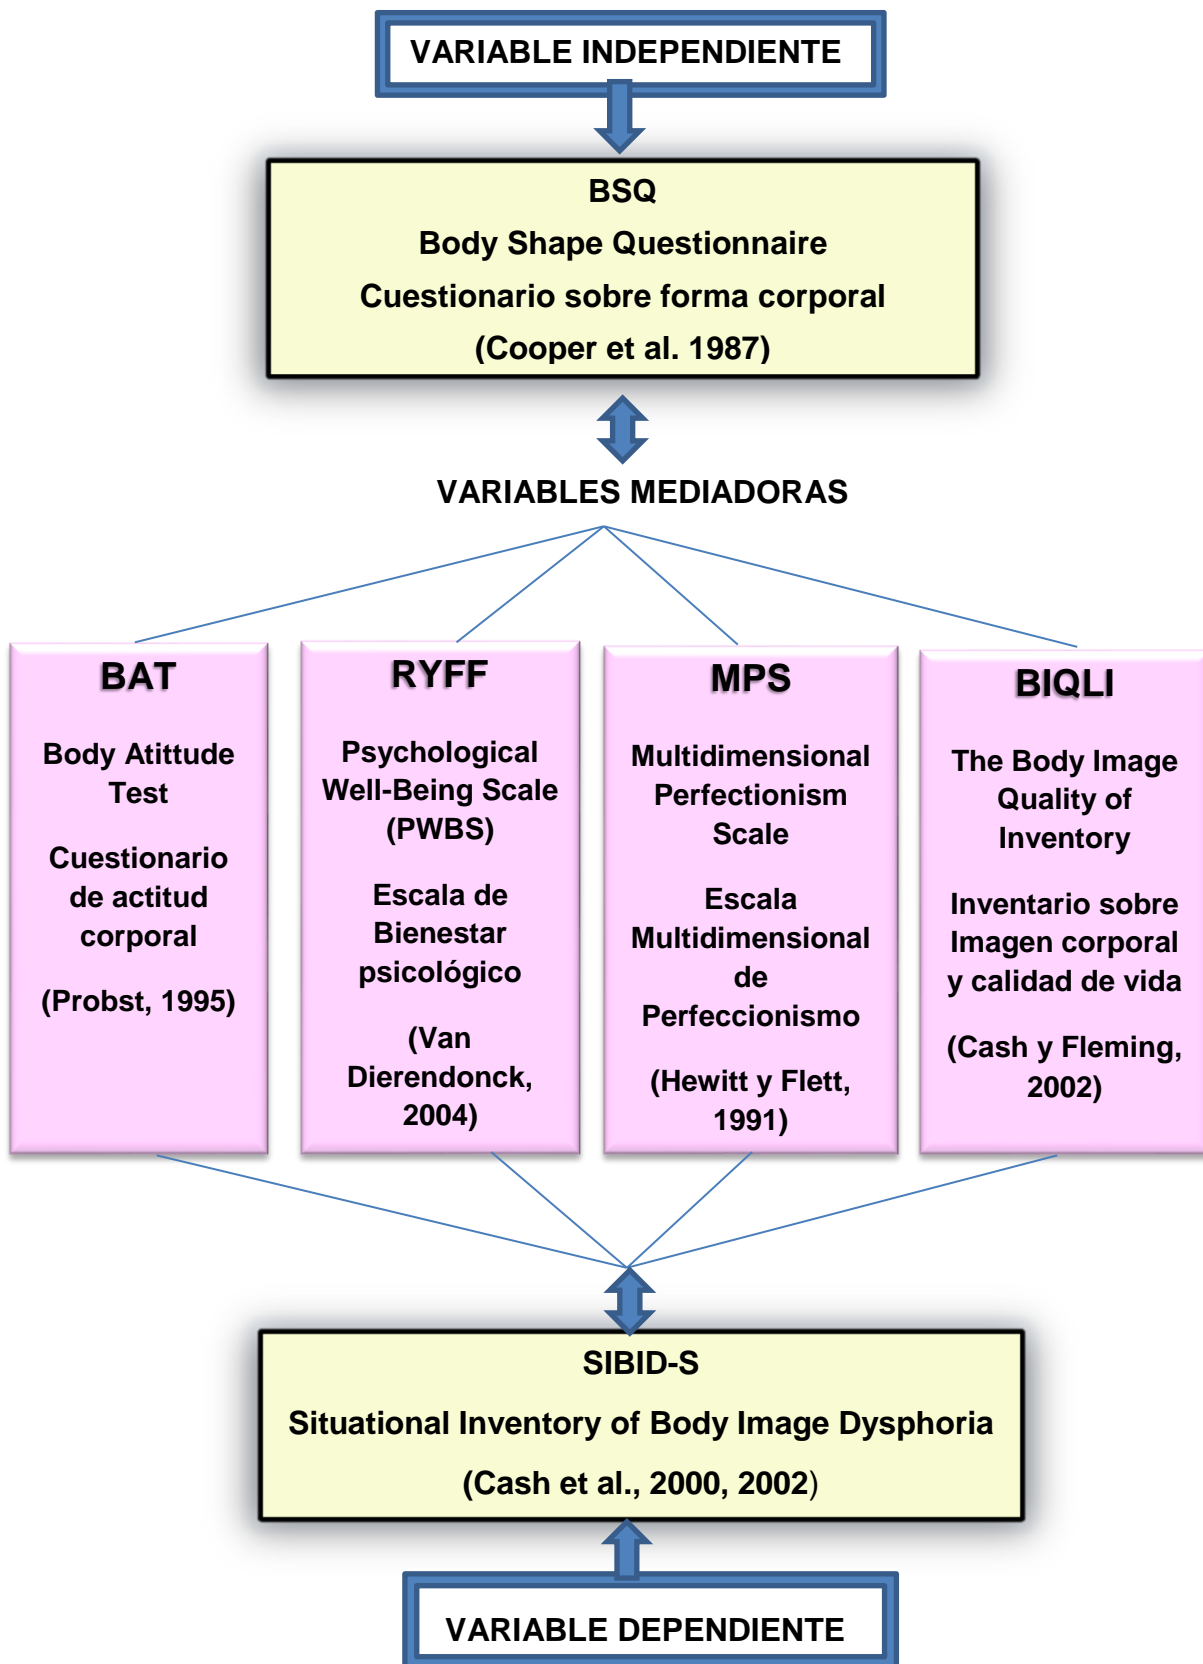 VARIABLE INDEPENDIENTE
BSQ
Body Shape Questionnaire
Cuestionario sobre forma corporal
(Cooper et al. 1987)
VARIABLES MEDIADORAS
BAT
Body Atittude
Test
Cuestionario
de actitud
corporal
(Probst, 1995)
RYFF
Psychological
Well-Being Scale
(PWBS)
Escala de
Bienestar
psicológico
(Van
Dierendonck,
2004)
MPS
Multidimensional
Perfectionism
Scale
Escala
Multidimensional
de
Perfeccionismo
(Hewitt y Flett,
1991)
BIQLI
The Body Image
Quality of
Inventory
Inventario sobre
Imagen corporal
y calidad de vida
(Cash y Fleming,
2002)
SIBID-S
Situational Inventory of Body Image Dysphoria
(Cash et al., 2000, 2002)
VARIABLE DEPENDIENTE